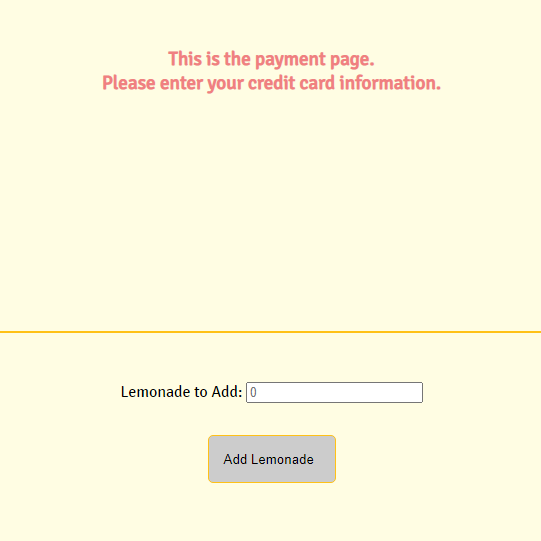 This is the payment page.
Please enter your credit card information.
Lemonade to Add: 0
Add Lemonade